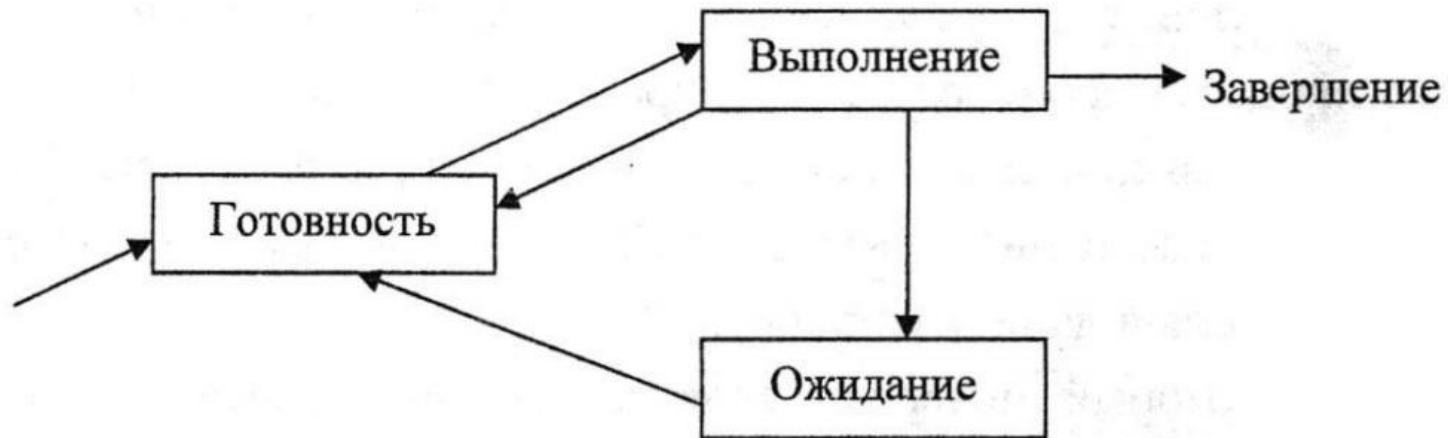 Выполнение
Завершение
Готовность
Ожидание